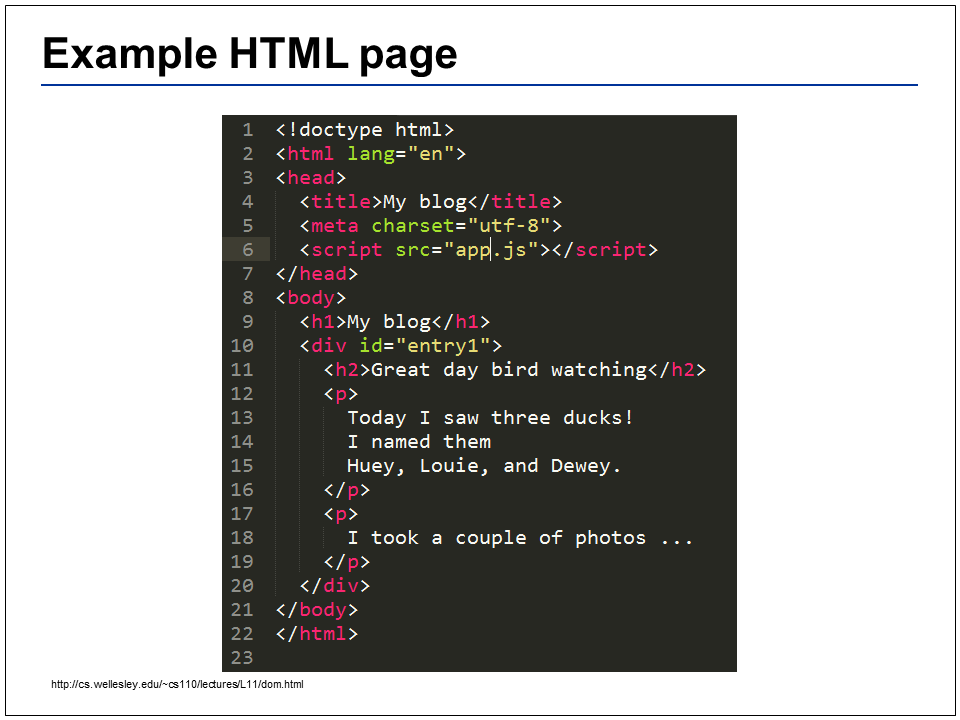 Example HTML page
1 <!doctype html>
2 <html lang="en">
3 <head>
4   <title>My blog</title>
5   <meta charset="utf-8">
6   <script src="app.js"></script>
7 </head>
8 <body>
9   <h1>My blog</h1>
10   <div id="entry1">
11     <h2>Great day bird watching</h2>
12     <p>
13       Today I saw three ducks!
14       I named them
15       Huey, Louie, and Dewey.
16     </p>
17     <p>
18       I took a couple of photos ...
19     </p>
20   </div>
21 </body>
22 </html>
23
http://cs.wellesley.edu/~cs110/lectures/L11/dom.html